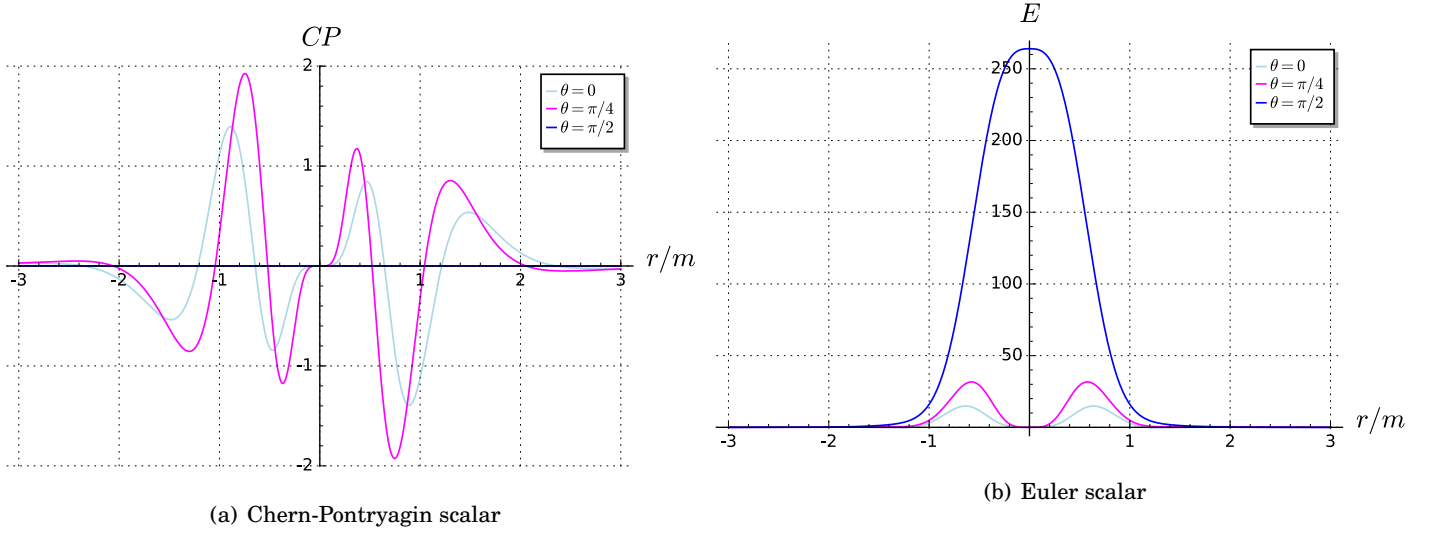 CP
2
1
-1
-2
-3
-2
-1
1
2
3
r/m
θ = 0
θ = π/4
θ = π/2
(a) Chern-Pontryagin scalar
E
250
200
150
100
50
-3
-2
-1
1
2
3
r/m
θ = 0
θ = π/4
θ = π/2
(b) Euler scalar